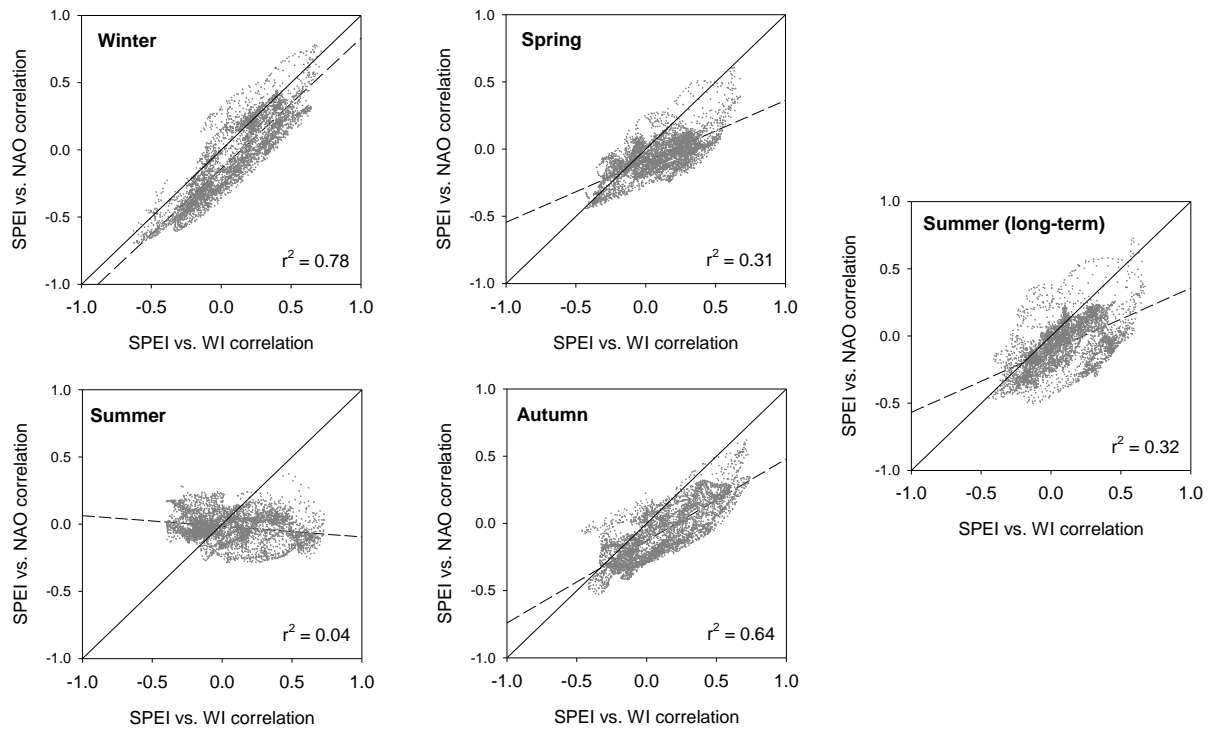 Winter
SPEI vs. NAO correlation
1.0
0.5
0.0
-0.5
-1.0
r² = 0.78
-1.0 -0.5 0.0 0.5 1.0
SPEI vs. WI correlation
Spring
SPEI vs. NAO correlation
1.0
0.5
0.0
-0.5
-1.0
r² = 0.31
-1.0 -0.5 0.0 0.5 1.0
SPEI vs. WI correlation
Summer
SPEI vs. NAO correlation
1.0
0.5
0.0
-0.5
-1.0
r² = 0.04
-1.0 -0.5 0.0 0.5 1.0
SPEI vs. WI correlation
Autumn
SPEI vs. NAO correlation
1.0
0.5
0.0
-0.5
-1.0
r² = 0.64
-1.0 -0.5 0.0 0.5 1.0
SPEI vs. WI correlation
Summer (long-term)
SPEI vs. NAO correlation
1.0
0.5
0.0
-0.5
-1.0
r² = 0.32
-1.0 -0.5 0.0 0.5 1.0
SPEI vs. WI correlation